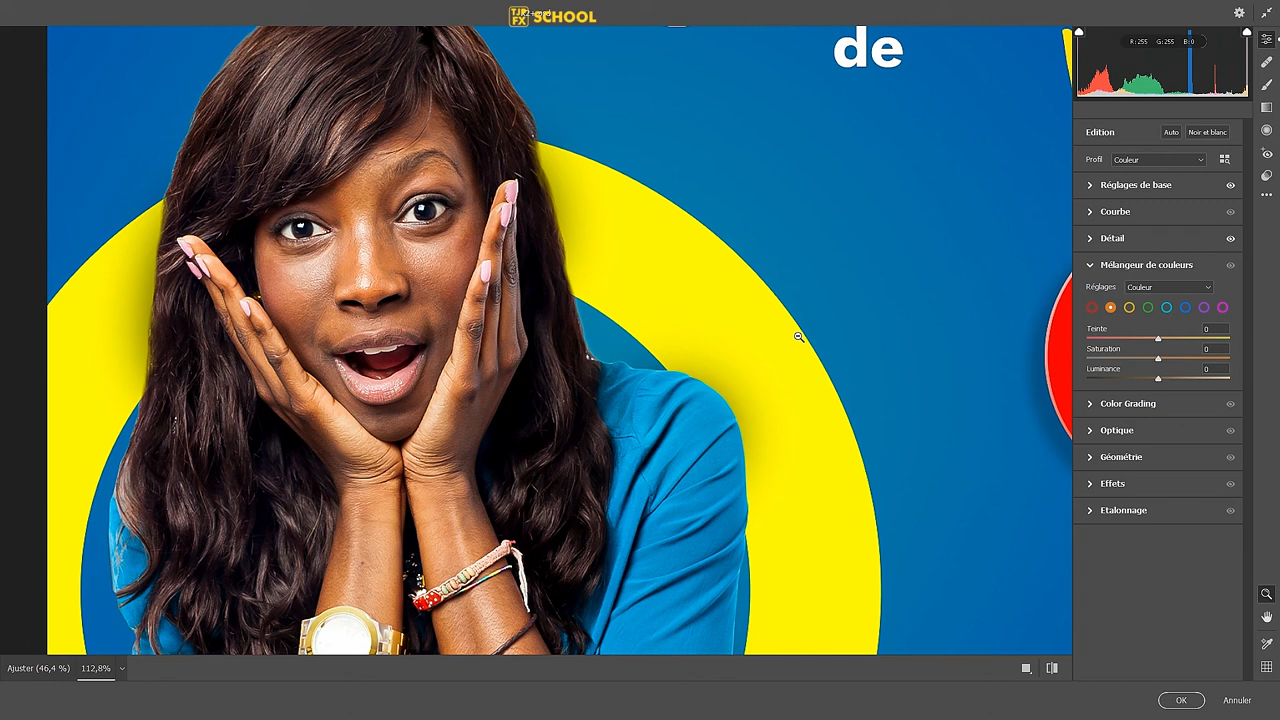 TJR
FX
SCHOOL
de
R:255 G:255 B:0
Edition
Auto
Noir et blanc
Profil
Couleur
Réglages de base
Courbe
Détail
Mélangeur de couleurs
Réglages
Couleur
Teinte
0
Saturation
0
Luminance
0
Color Grading
Optique
Géométrie
Effets
Etalonnage
Ajuster (46,4 %)
112,8%
OK
Annuler